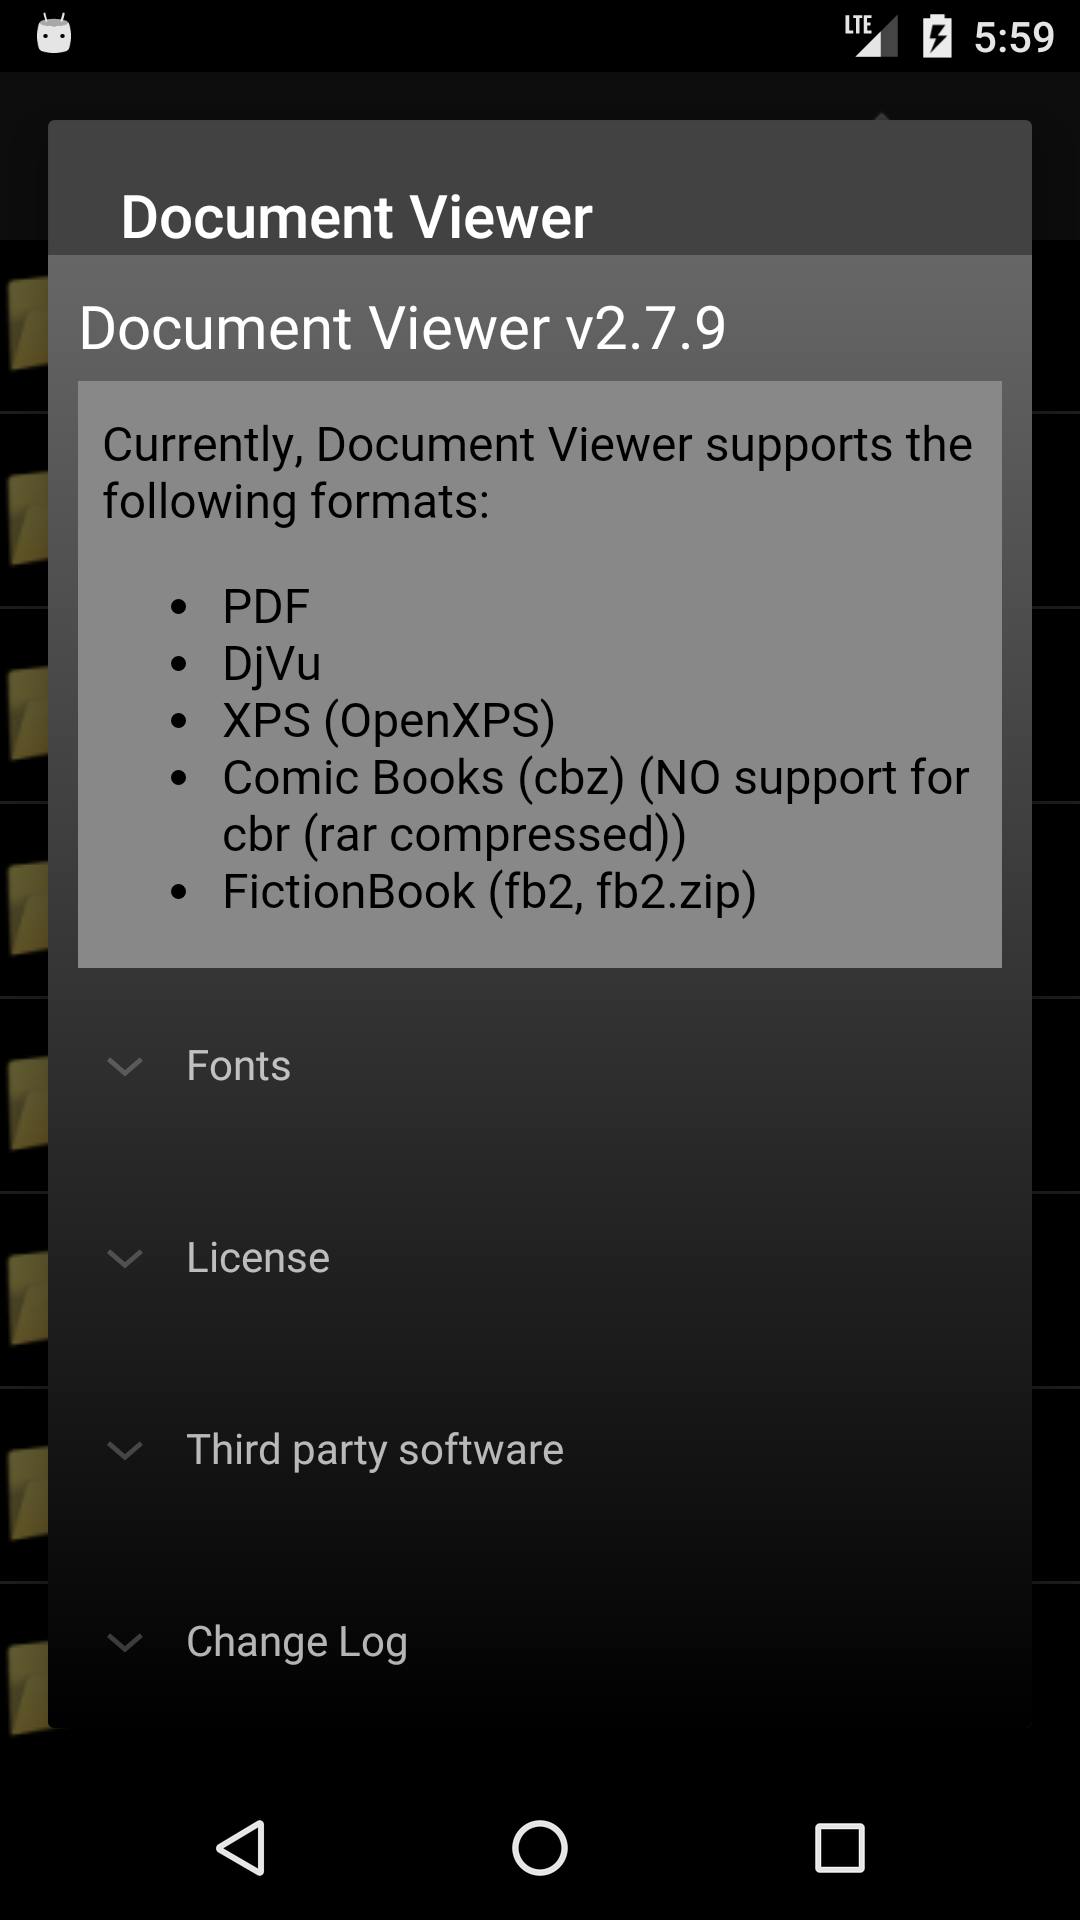 LTE 5:59
Document Viewer
Document Viewer v2.7.9
Currently, Document Viewer supports the
following formats:
• PDF
• DjVu
• XPS (OpenXPS)
• Comic Books (cbz) (NO support for
cbr (rar compressed))
• FictionBook (fb2, fb2.zip)
Fonts
License
Third party software
Change Log